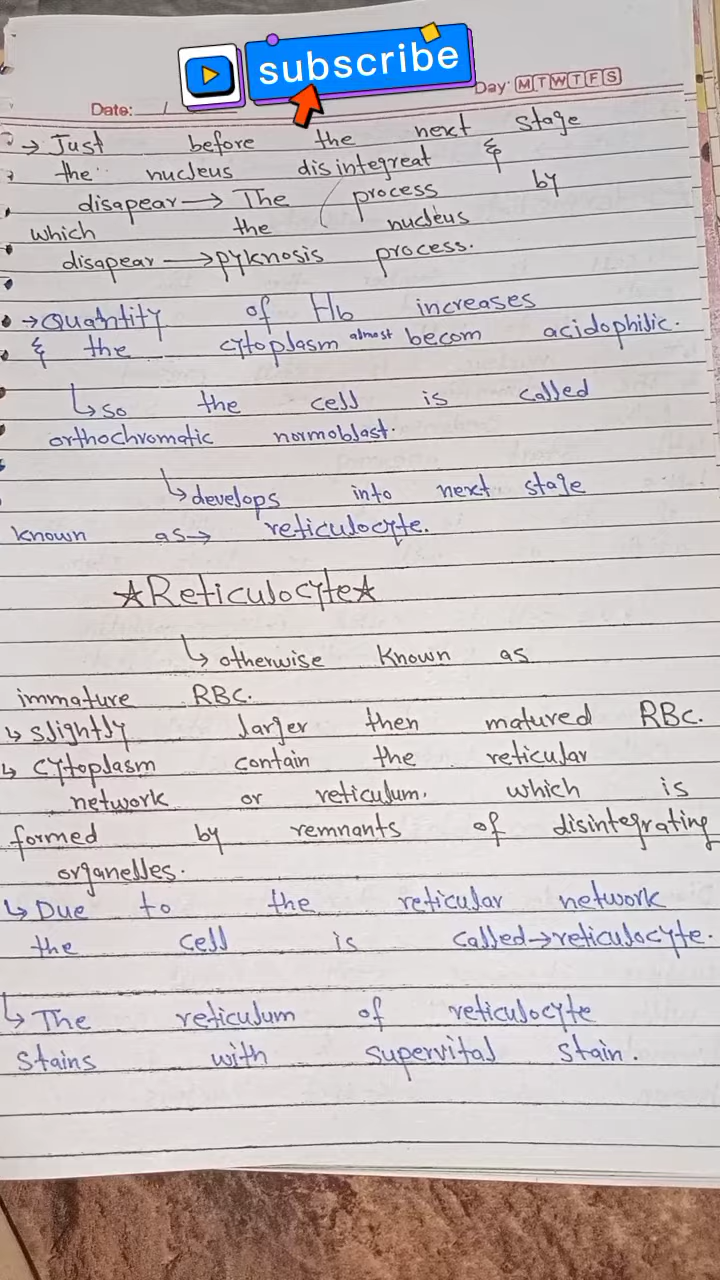 subscribe
Day: M T W T F S
Date: /
→ Just before the next stage
the nucleus disintegreat &
disapear → The process by
which the nucleus
disapear → pyknosis process.
→ Quantity of Hb increases
& the cytoplasm almost becom acidophilic.
↳ so the cell is called
orthochromatic normoblast.
↳ develops into next stage
known as → reticulocyte.
☆Reticulocyte☆
↳ otherwise known as
immature RBC.
↳ slightly larger then matured RBC.
↳ cytoplasm contain the reticular
network or reticulum. which is
formed by remnants of disintegrating
organelles.
↳ Due to the reticular network
the cell is called → reticulocyte.
↳ The reticulum of reticulocyte
stains with supervital stain.